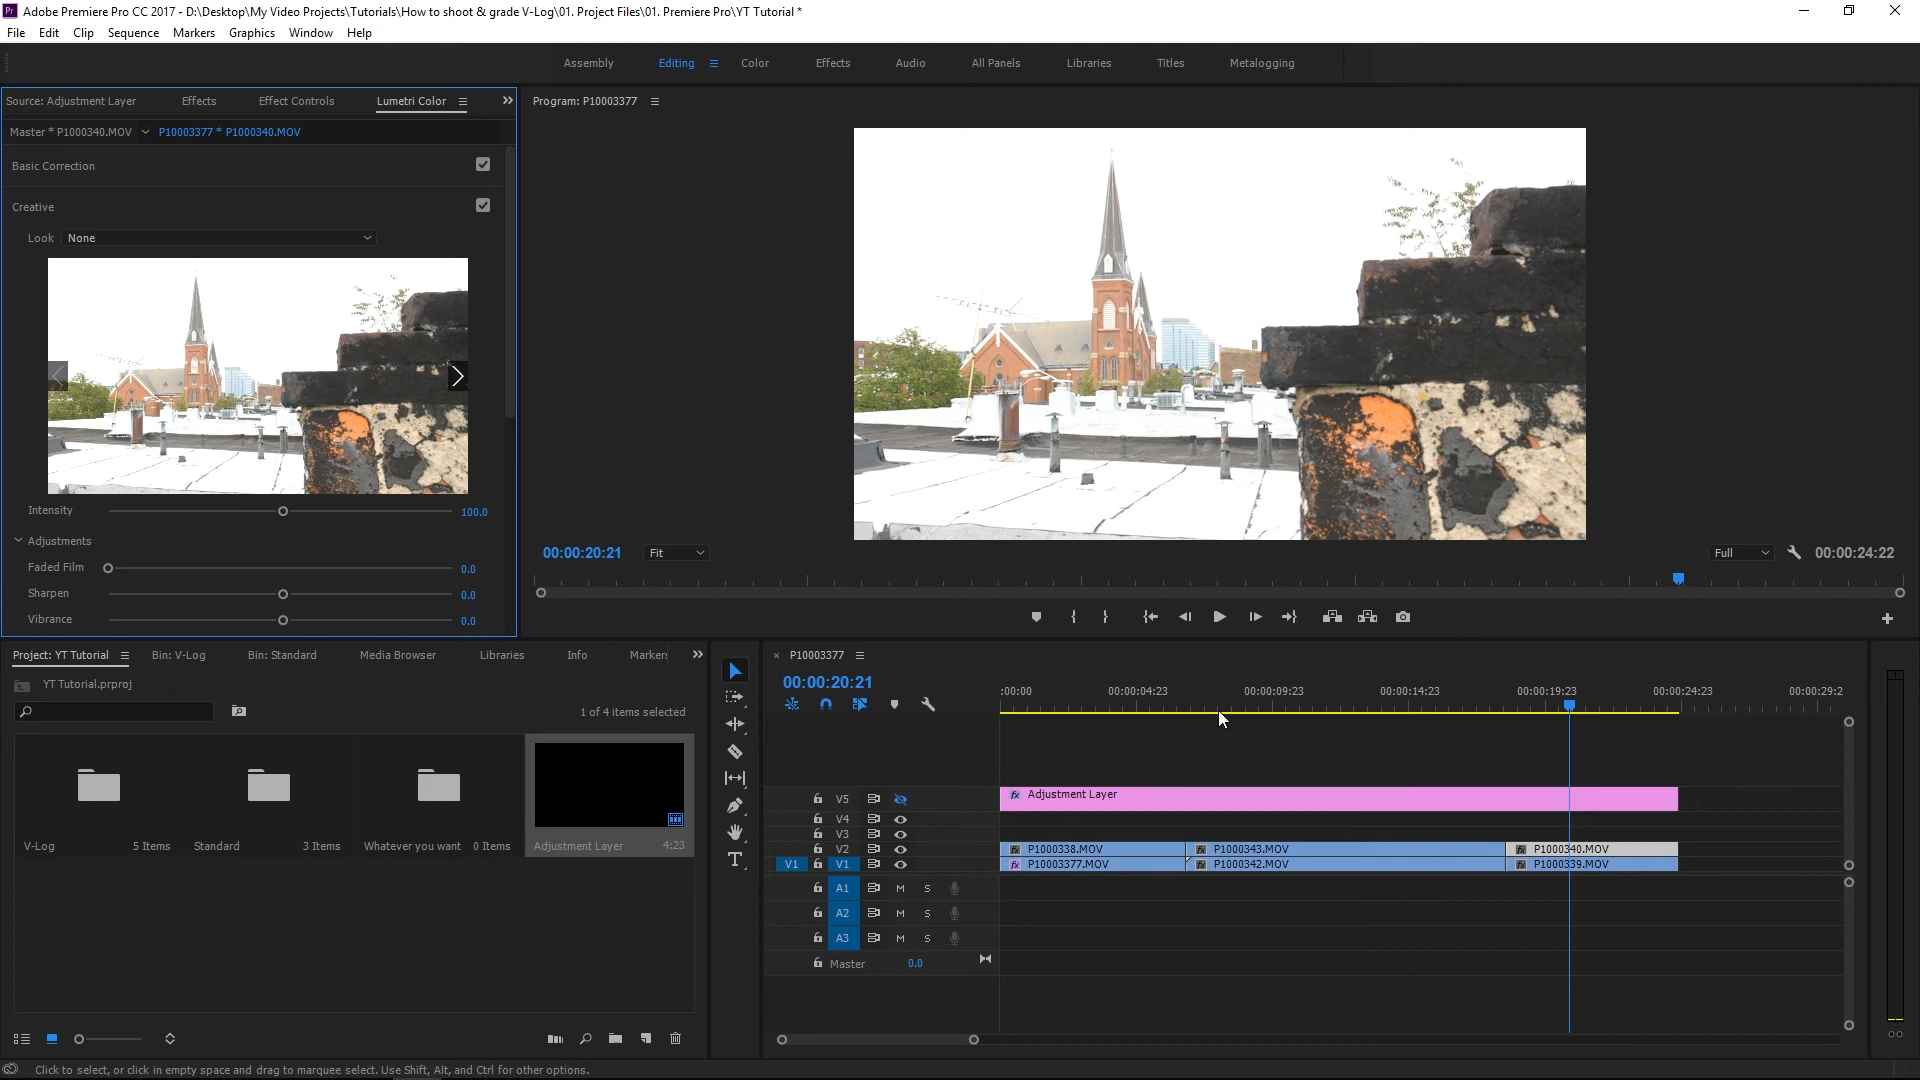 Adobe Premiere Pro CC 2017 - D:\Desktop\My Video Projects\Tutorials\How to shoot & grade V-Log\01. Project Files\01. Premiere Pro\YT Tutorial *
File Edit Clip Sequence Markers Graphics Window Help
Assembly Editing Color Effects Audio All Panels Libraries Titles Metalogging
Source: Adjustment Layer Effects Effect Controls Lumetri Color
Program: P10003377
Master * P1000340.MOV P10003377 * P1000340.MOV
Basic Correction
Creative
Look None
Intensity 100.0
Adjustments
Faded Film 0.0
Sharpen 0.0
Vibrance 0.0
00:00:20:21 Fit Full 00:00:24:22
Project: YT Tutorial Bin: V-Log Bin: Standard Media Browser Libraries Info Marker
YT Tutorial.prproj
1 of 4 items selected
V-Log 5 Items
Standard 3 Items
Whatever you want 0 Items
Adjustment Layer 4:23
× P10003377
00:00:20:21
:00:00 00:00:04:23 00:00:09:23 00:00:14:23 00:00:19:23 00:00:24:23 00:00:29:2
V5 fx Adjustment Layer
V4
V3
V2 fx P1000338.MOV fx P1000343.MOV fx P1000340.MOV
V1 V1 fx P10003377.MOV fx P1000342.MOV fx P1000339.MOV
A1 M S
A2 M S
A3 M S
Master 0.0
Click to select, or click in empty space and drag to marquee select. Use Shift, Alt, and Ctrl for other options.